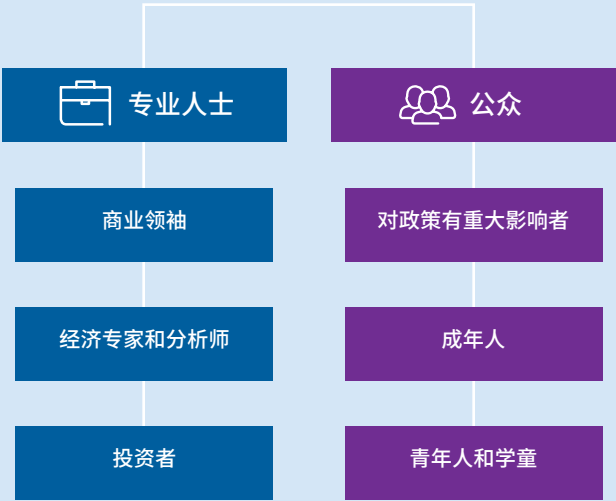 专业人士
商业领袖
经济专家和分析师
投资者
公众
对政策有重大影响者
成年人
青年人和学童